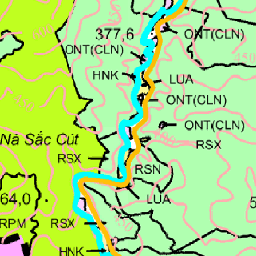 ONT(CLN)
377,6
ONT(CLN)
HNK
LUA
ONT(CLN)
ONT(CLN)
Nà Sắc Cút
RSX
RSX
RSN
64,0
LUA
RPM
RSX
HNK